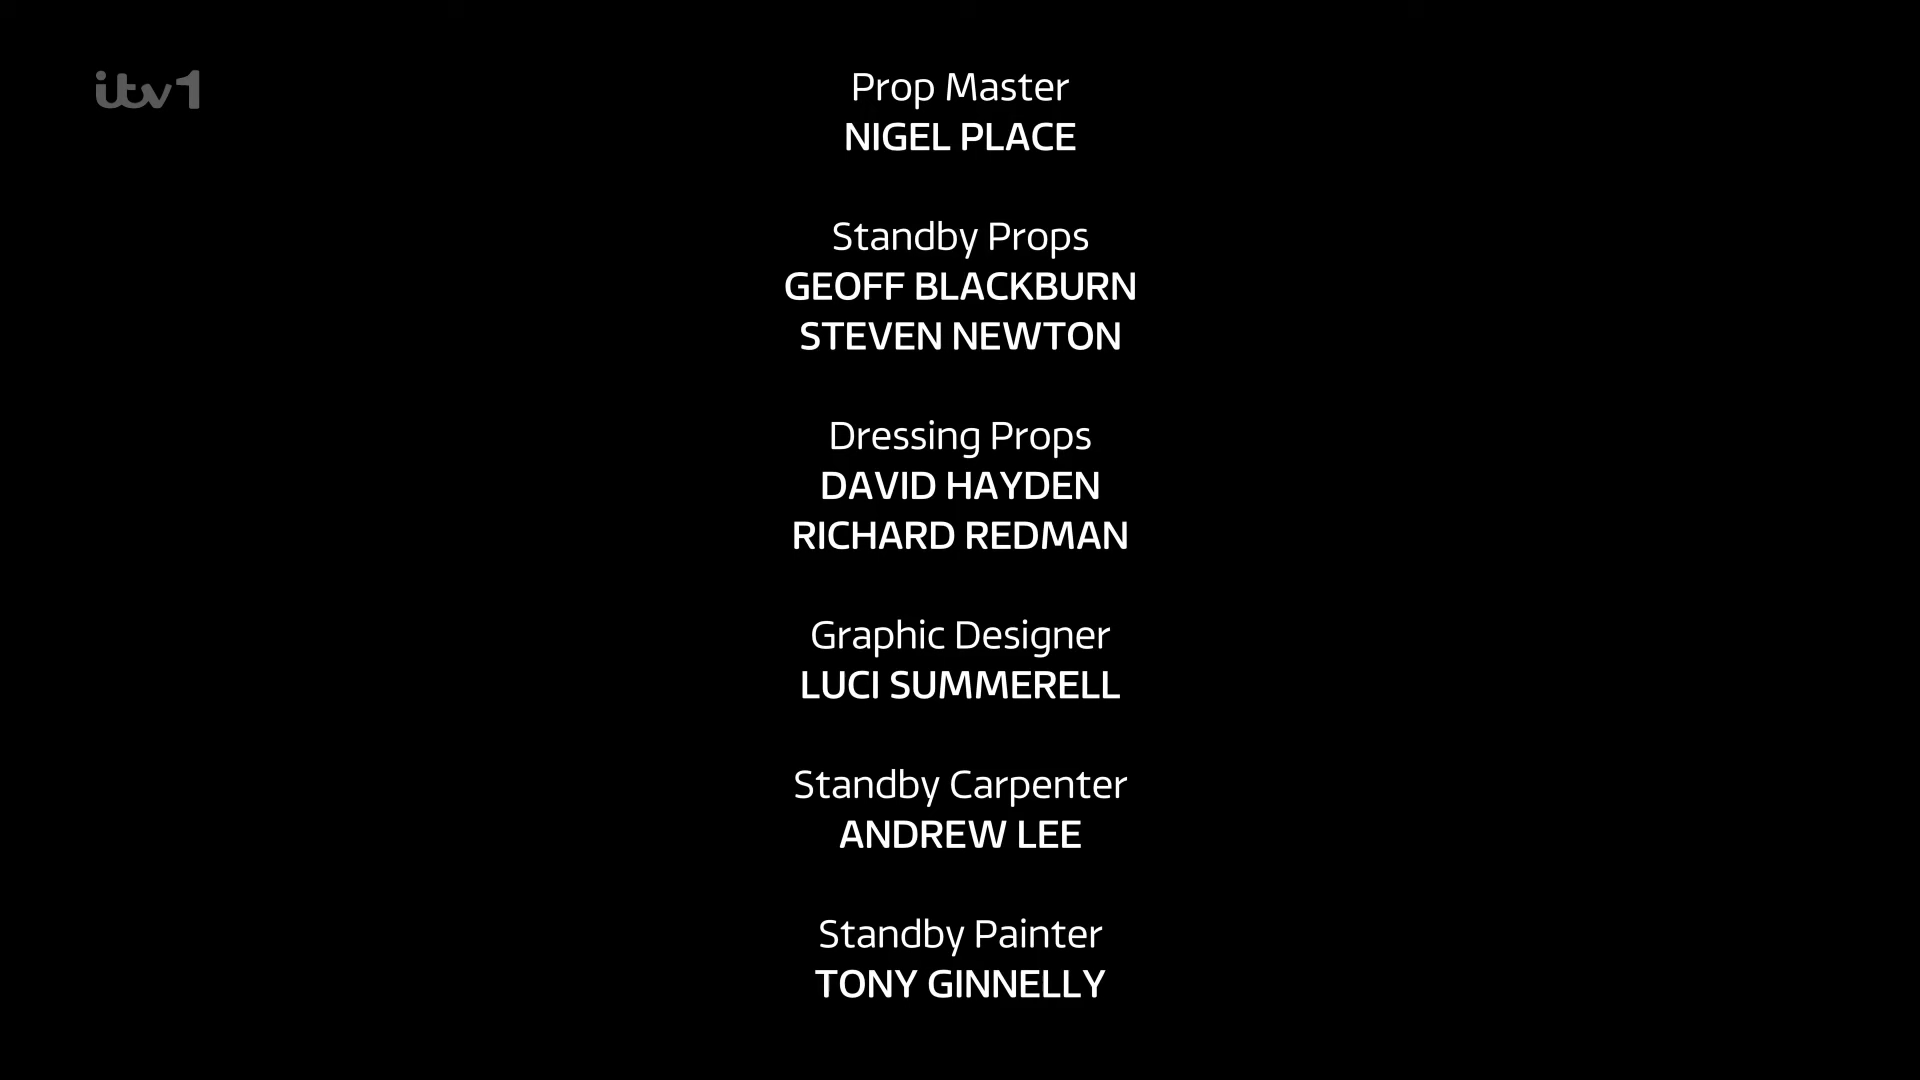 itv1
Prop Master
NIGEL PLACE
Standby Props
GEOFF BLACKBURN
STEVEN NEWTON
Dressing Props
DAVID HAYDEN
RICHARD REDMAN
Graphic Designer
LUCI SUMMERELL
Standby Carpenter
ANDREW LEE
Standby Painter
TONY GINNELLY